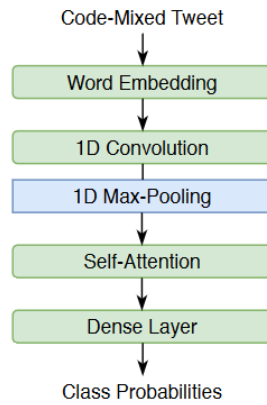 Code-Mixed Tweet
Word Embedding
1D Convolution
1D Max-Pooling
Self-Attention
Dense Layer
Class Probabilities